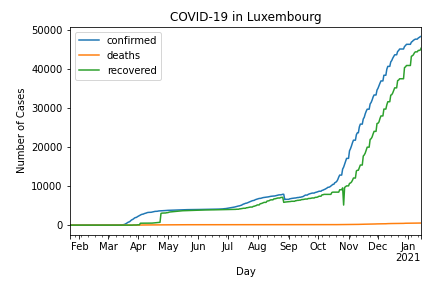 COVID-19 in Luxembourg
confirmed
deaths
recovered
Number of Cases
50000
40000
30000
20000
10000
0
Feb Mar Apr May Jun Jul Aug Sep Oct Nov Dec Jan
2021
Day